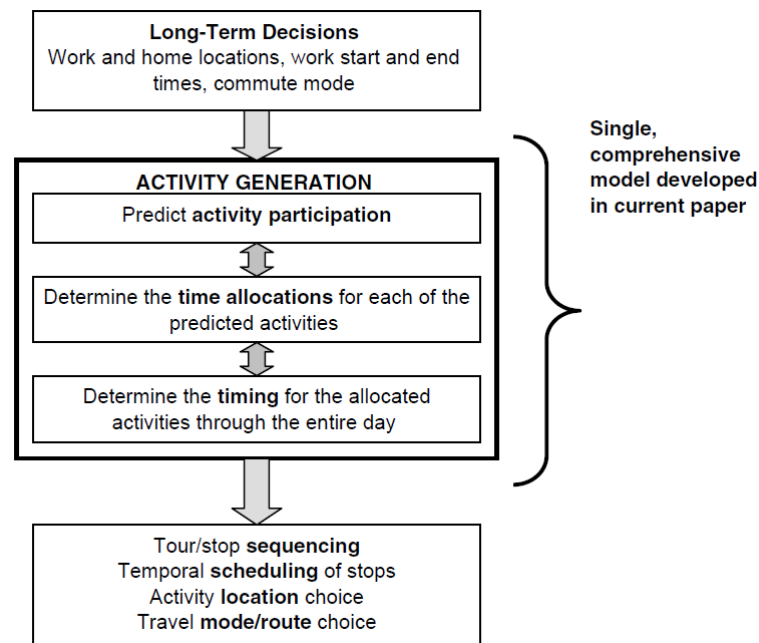 Long-Term Decisions
Work and home locations, work start and end
times, commute mode
ACTIVITY GENERATION
Predict activity participation
Determine the time allocations for each of the
predicted activities
Determine the timing for the allocated
activities through the entire day
Tour/stop sequencing
Temporal scheduling of stops
Activity location choice
Travel mode/route choice
Single,
comprehensive
model developed
in current paper